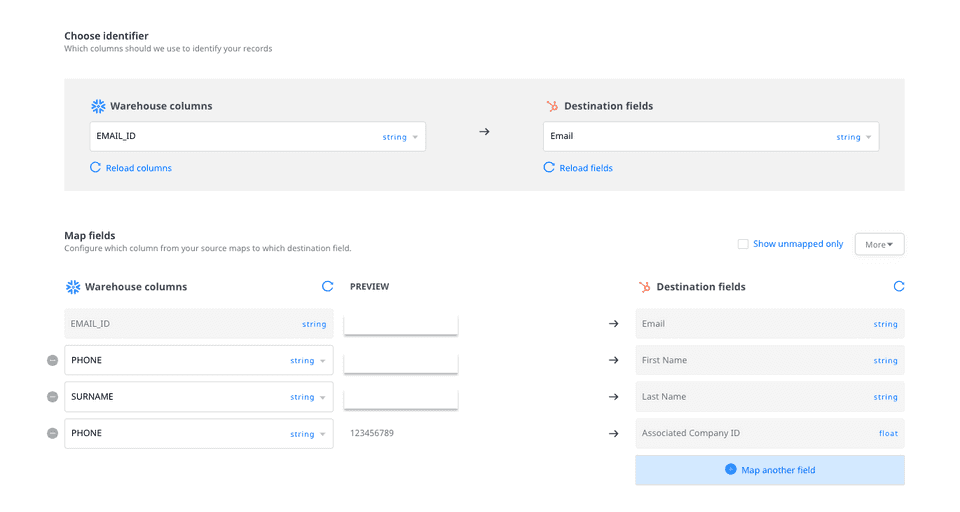 Choose identifier
Which columns should we use to identify your records
Warehouse columns
Destination fields
EMAIL_ID string
Email string
Reload columns
Reload fields
Map fields
Configure which column from your source maps to which destination field.
Show unmapped only
More
Warehouse columns PREVIEW Destination fields
EMAIL_ID string Email string
PHONE string First Name string
SURNAME string Last Name string
PHONE string 123456789 Associated Company ID float
Map another field